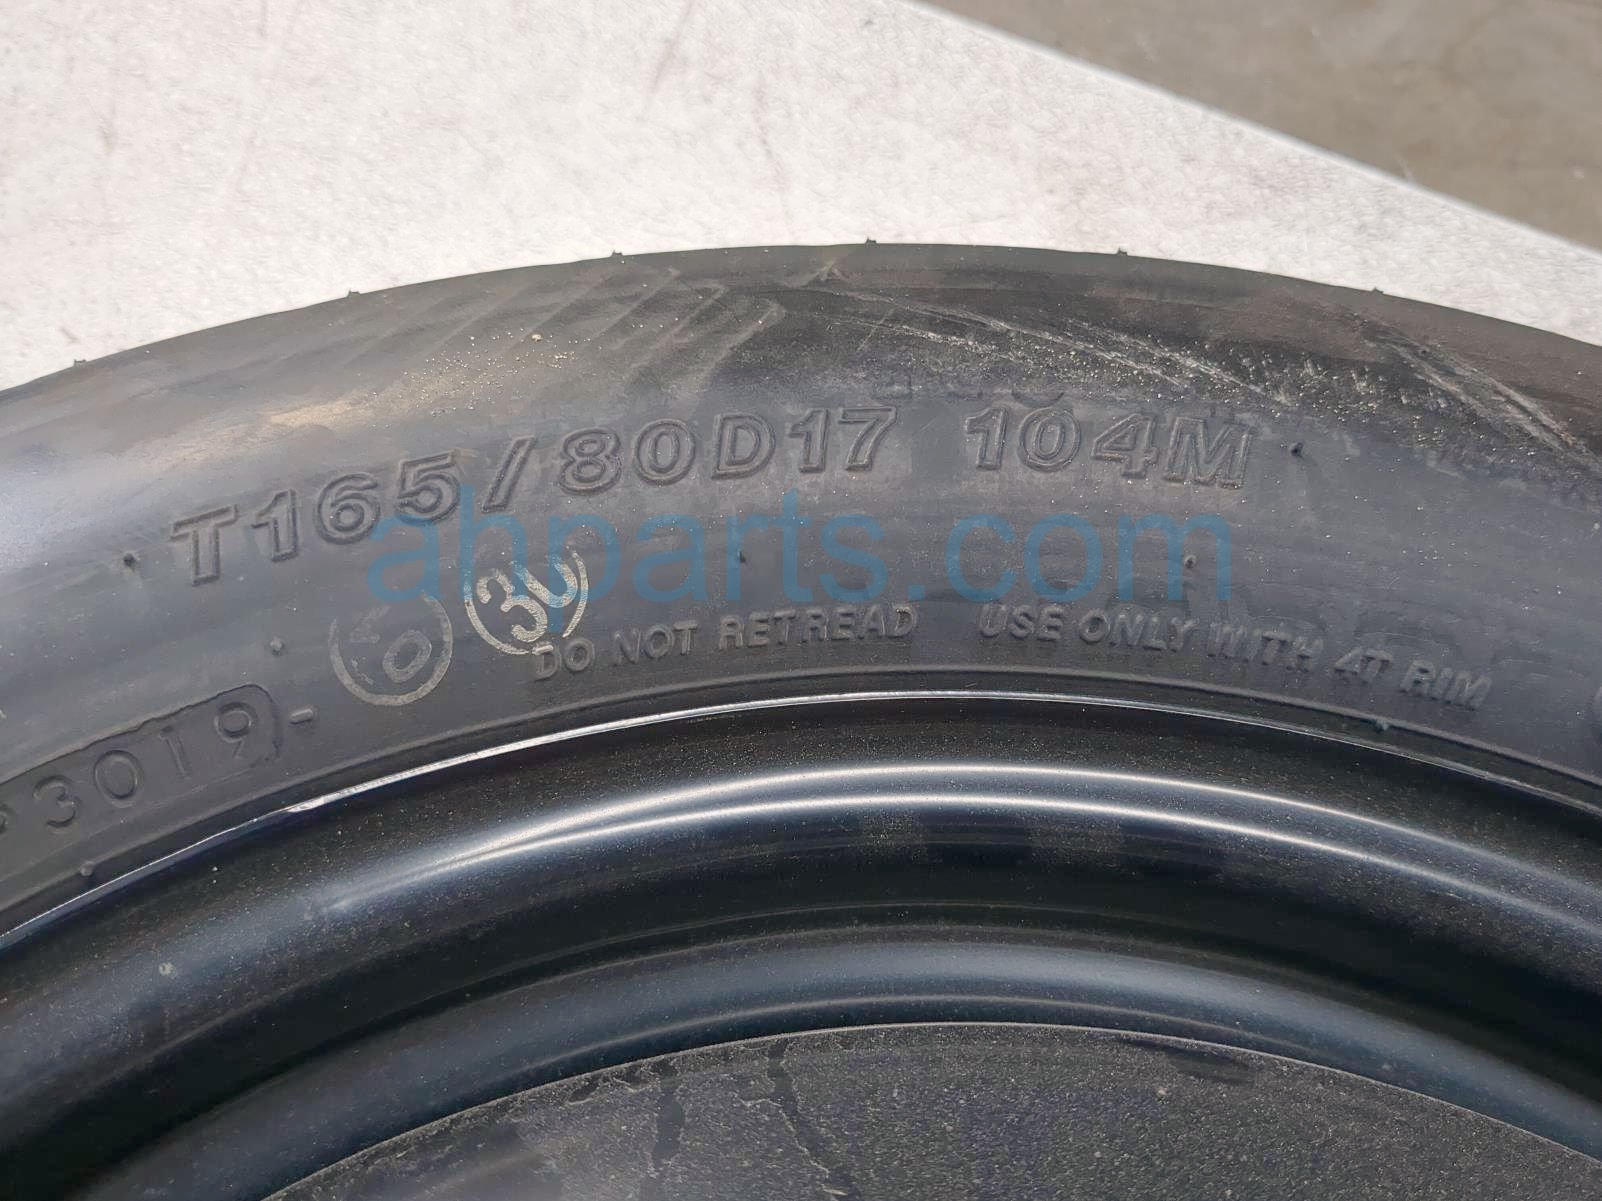 T165/80D17 104M
ahparts.com
30
DO NOT RETREAD USE ONLY WITH 4T RIM
3019